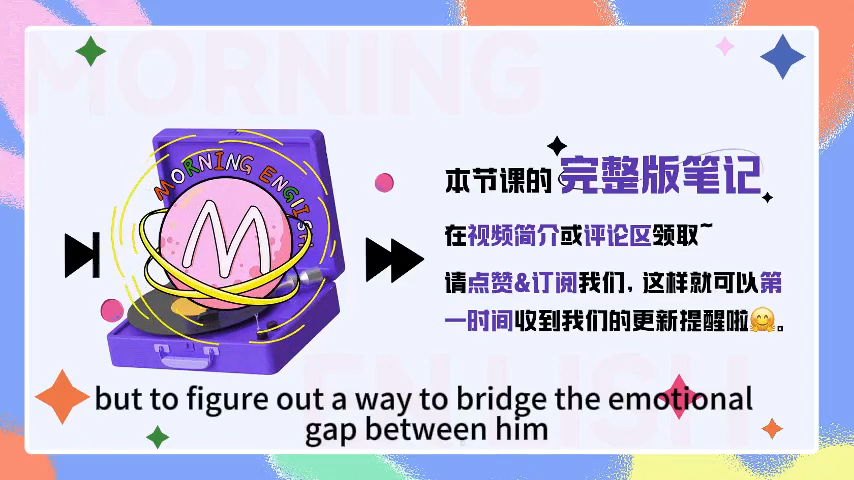 MORNING
MORNING ENGLISH
M
本节课的 完整版笔记
在视频简介或评论区领取~
请点赞&订阅我们, 这样就可以第
一时间收到我们的更新提醒啦🤗。
ENGLISH
but to figure out a way to bridge the emotional
gap between him